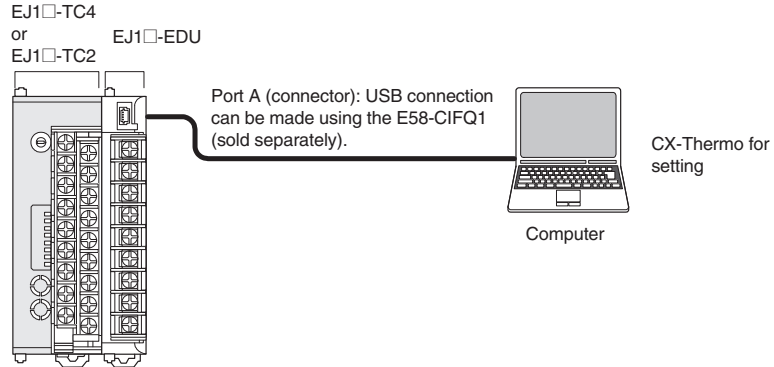 EJ1□-TC4
or
EJ1□-TC2
EJ1□-EDU
Port A (connector): USB connection
can be made using the E58-CIFQ1
(sold separately).
CX-Thermo for
setting
Computer